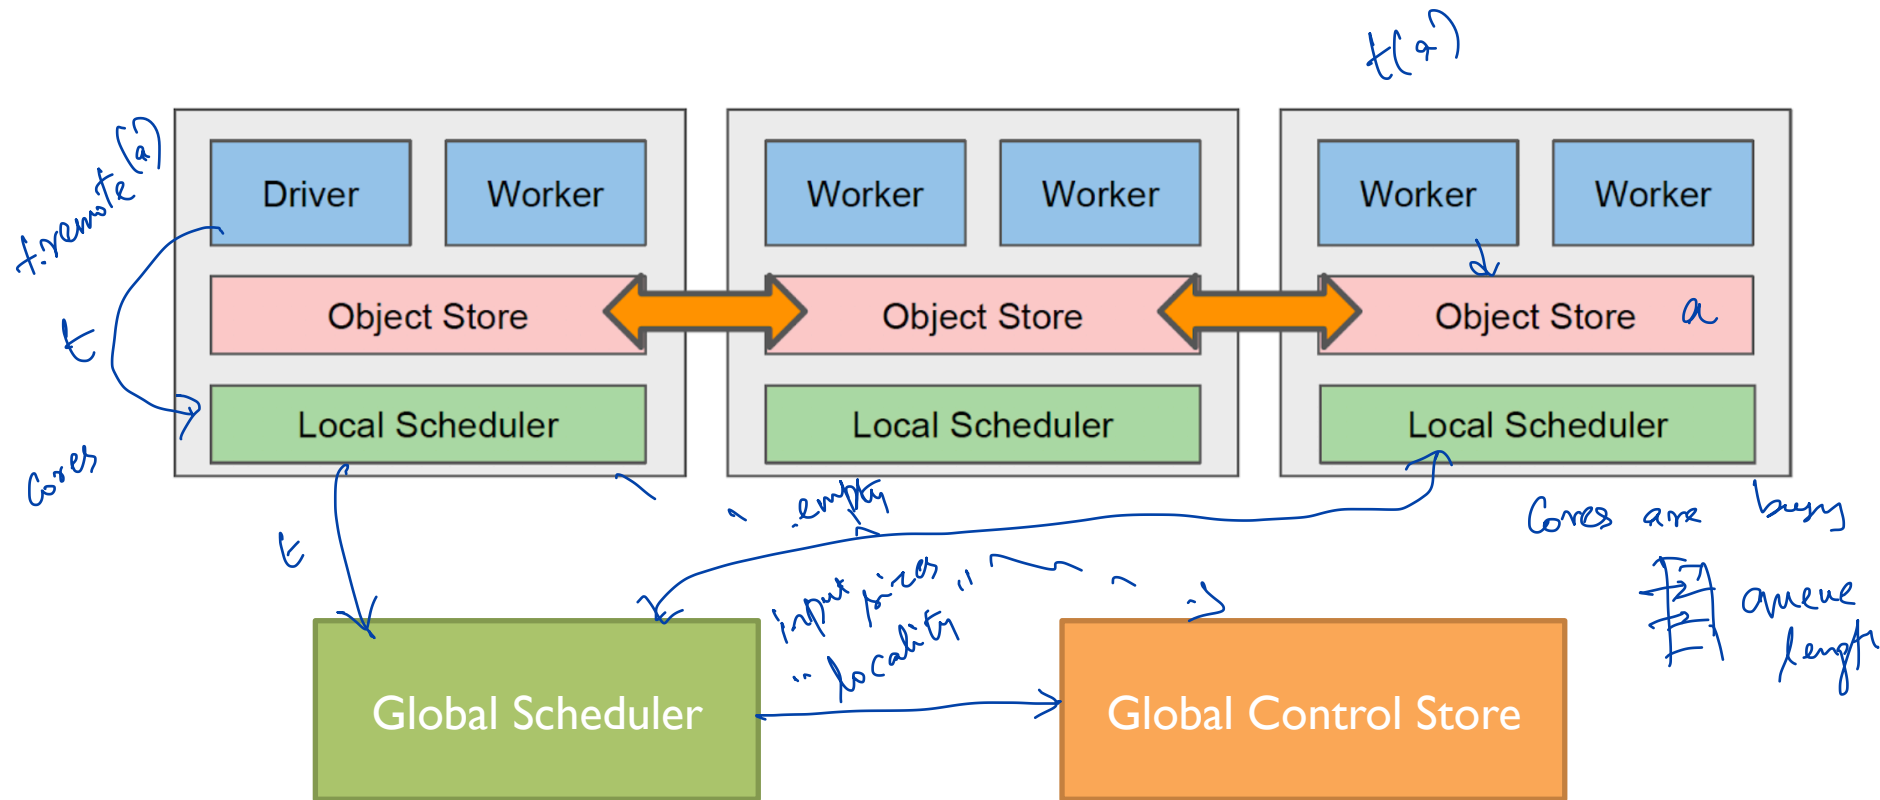 t(a)
f.remote(a)
Driver
Worker
Worker
Worker
Worker
Worker
t
Object Store
Object Store
Object Store
a
Local Scheduler
Local Scheduler
Local Scheduler
Cores
empty
Cores are busy
t
input sizes
" locality "
queue
length
Global Scheduler
Global Control Store